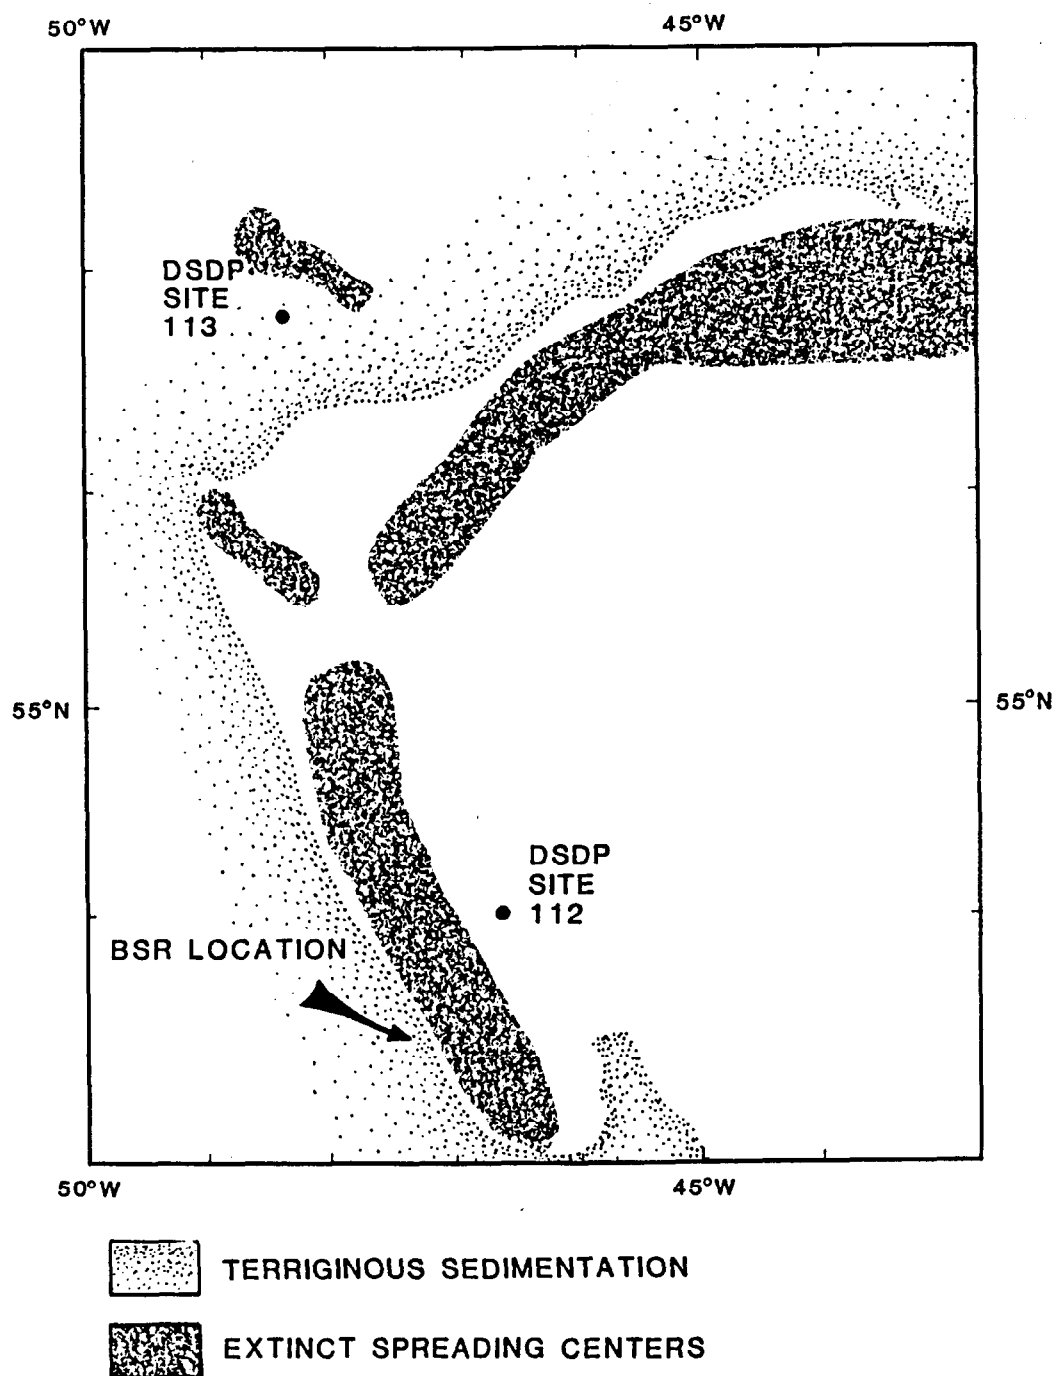 50°W 45°W
DSDP
SITE
113
55°N 55°N
DSDP
SITE
112
BSR LOCATION
50°W 45°W
TERRIGINOUS SEDIMENTATION
EXTINCT SPREADING CENTERS